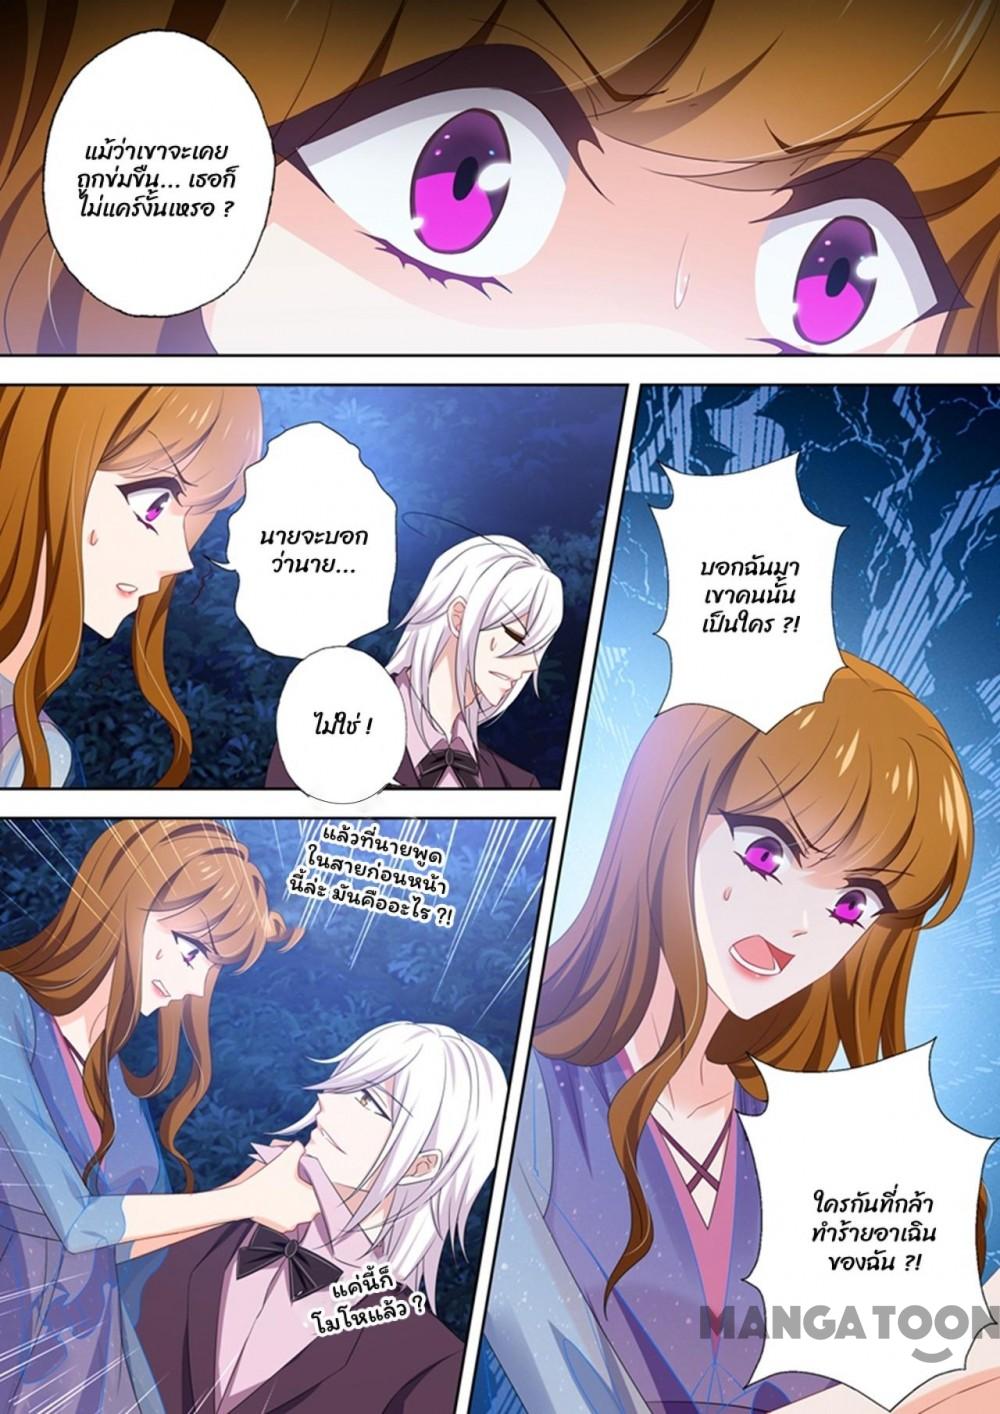 แม้ว่าเขาจะเคย
ถูกข่มขืน... เธอก็
ไม่แคร์งั้นเหรอ ?
นายจะบอก
ว่านาย...
ไม่ใช่ !
บอกฉันมา
เขาคนนั้น
เป็นใคร ?!
แล้วที่นายพูด
ในสายก่อนหน้า
นี้ล่ะ มันคืออะไร ?!
แค่นี้ก็
โมโหแล้ว ?
ใครกันที่กล้า
ทำร้ายอาเฉิน
ของฉัน ?!
MANGATOON